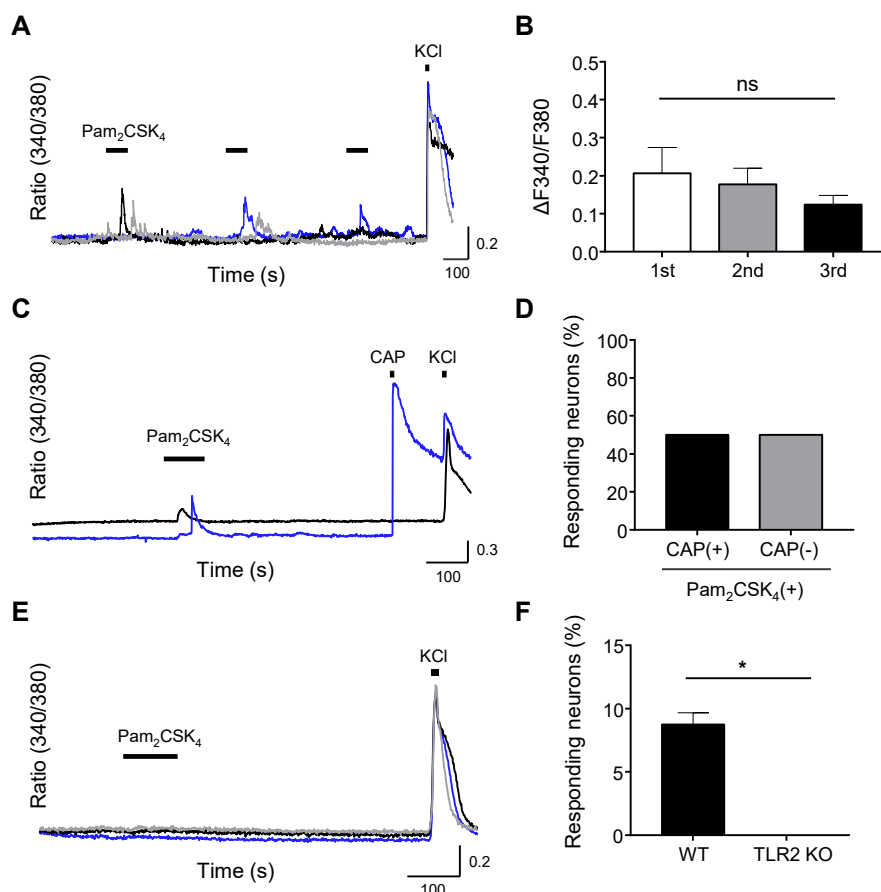 A
KCl
Pam₂CSK₄
Ratio (340/380)
Time (s)
0.2
100
B
ΔF340/F380
0.5
0.4
0.3
0.2
0.1
0.0
ns
1st 2nd 3rd
C
CAP KCl
Pam₂CSK₄
Ratio (340/380)
Time (s)
0.3
100
D
Responding neurons (%)
100
80
60
40
20
0
CAP(+) CAP(-)
Pam₂CSK₄(+)
E
KCl
Pam₂CSK₄
Ratio (340/380)
Time (s)
0.2
100
F
Responding neurons (%)
15
10
5
0
*
WT TLR2 KO